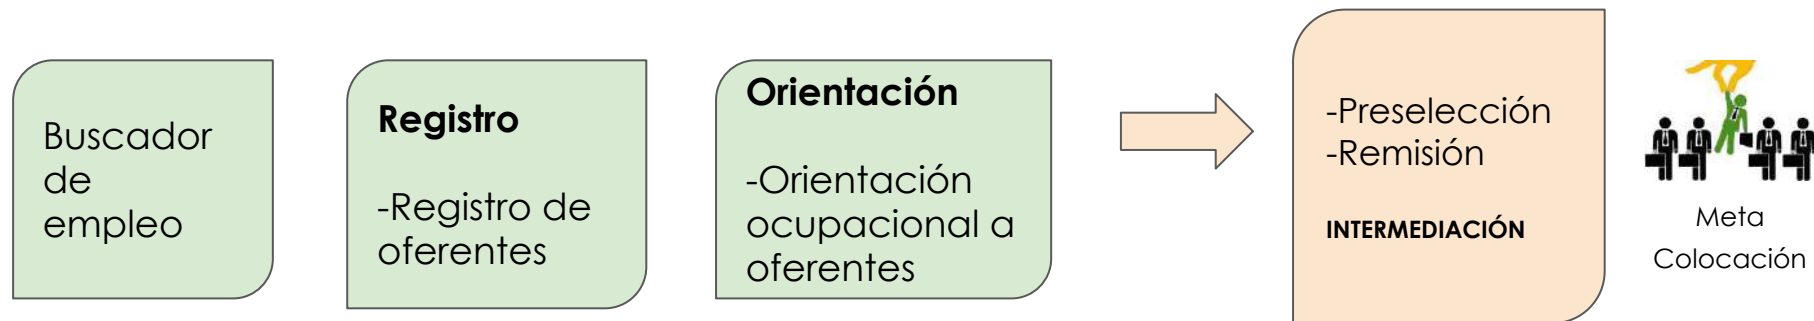 Buscador
de
empleo
Registro
-Registro de
oferentes
Orientación
-Orientación
ocupacional a
oferentes
-Preselección
-Remisión
INTERMEDIACIÓN
Meta
Colocación